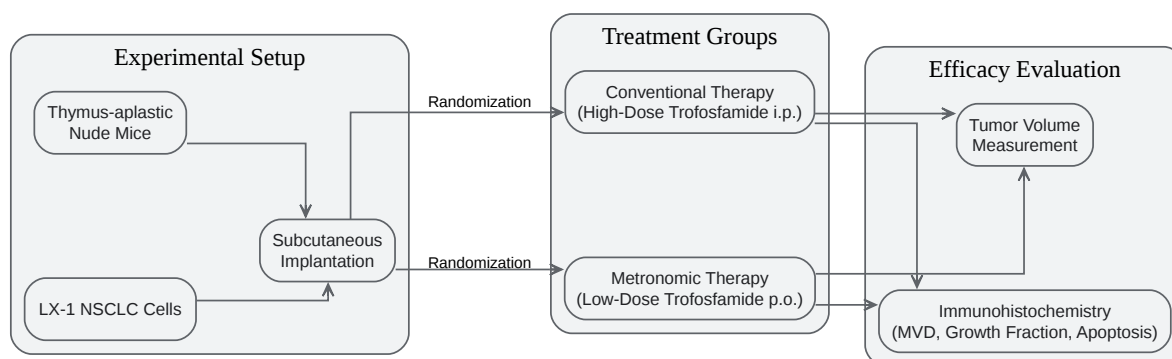 Experimental Setup
Thymus-aplastic
Nude Mice
Subcutaneous
Implantation
LX-1 NSCLC Cells
Randomization
Randomization
Treatment Groups
Conventional Therapy
(High-Dose Trofosfamide i.p.)
Metronomic Therapy
(Low-Dose Trofosfamide p.o.)
Efficacy Evaluation
Tumor Volume
Measurement
Immunohistochemistry
(MVD, Growth Fraction, Apoptosis)